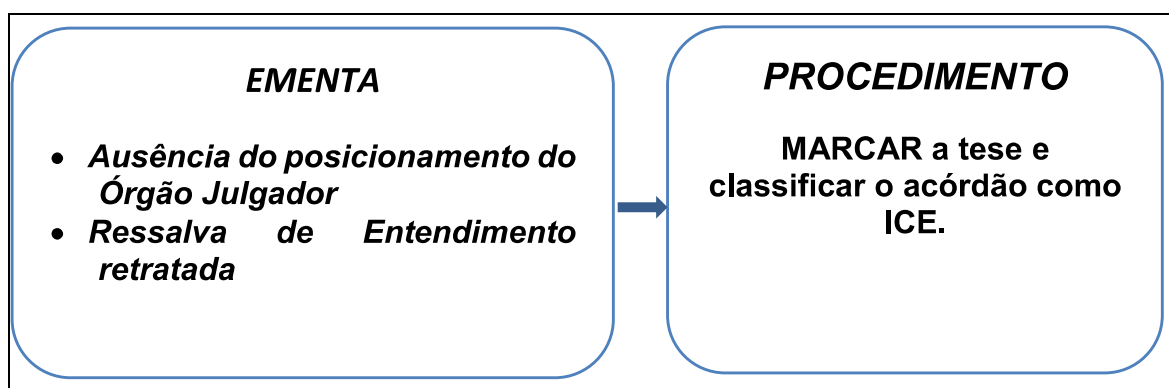 EMENTA
• Ausência do posicionamento do
Órgão Julgador
• Ressalva de Entendimento
retratada
PROCEDIMENTO
MARCAR a tese e
classificar o acórdão como
ICE.